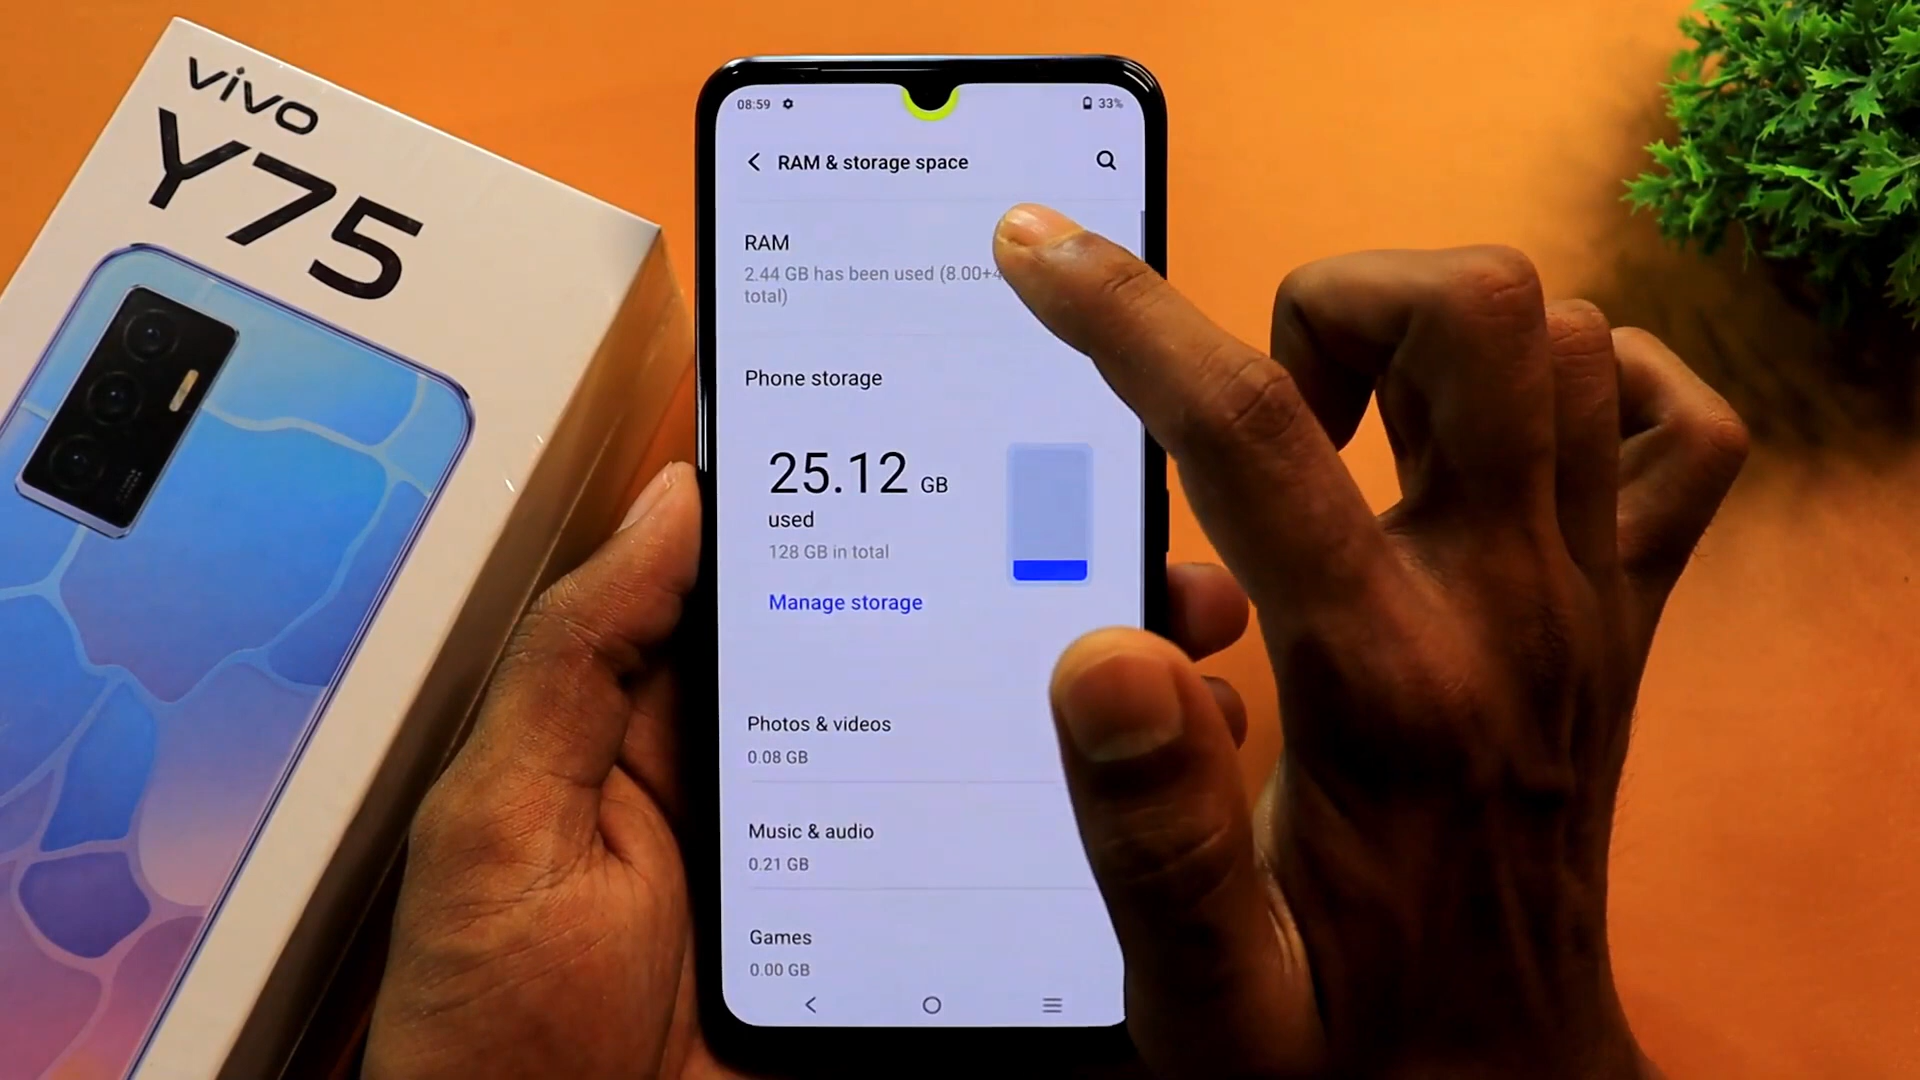 vivo
Y75
08:59
33%
RAM & storage space
RAM
2.44 GB has been used (8.00+4
total)
Phone storage
25.12 GB
used
128 GB in total
Manage storage
Photos & videos
0.08 GB
Music & audio
0.21 GB
Games
0.00 GB